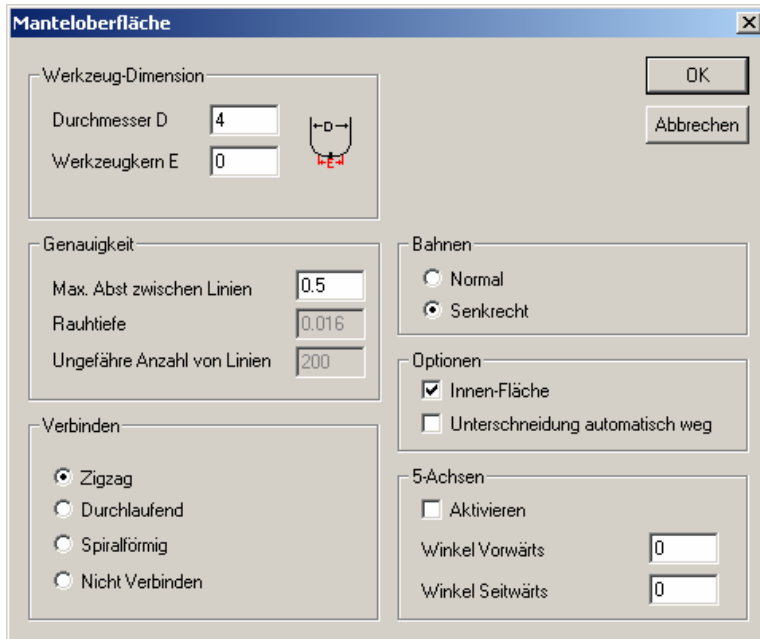 Manteloberfläche
OK
Abbrechen
Werkzeug-Dimension
Durchmesser D 4
Werkzeugkern E 0
D
E
Genauigkeit
Max. Abst zwischen Linien 0.5
Rauhtiefe 0.016
Ungefähre Anzahl von Linien 200
Bahnen
Normal
Senkrecht
Optionen
Innen-Fläche
Unterschneidung automatisch weg
Verbinden
Zigzag
Durchlaufend
Spiralförmig
Nicht Verbinden
5-Achsen
Aktivieren
Winkel Vorwärts 0
Winkel Seitwärts 0